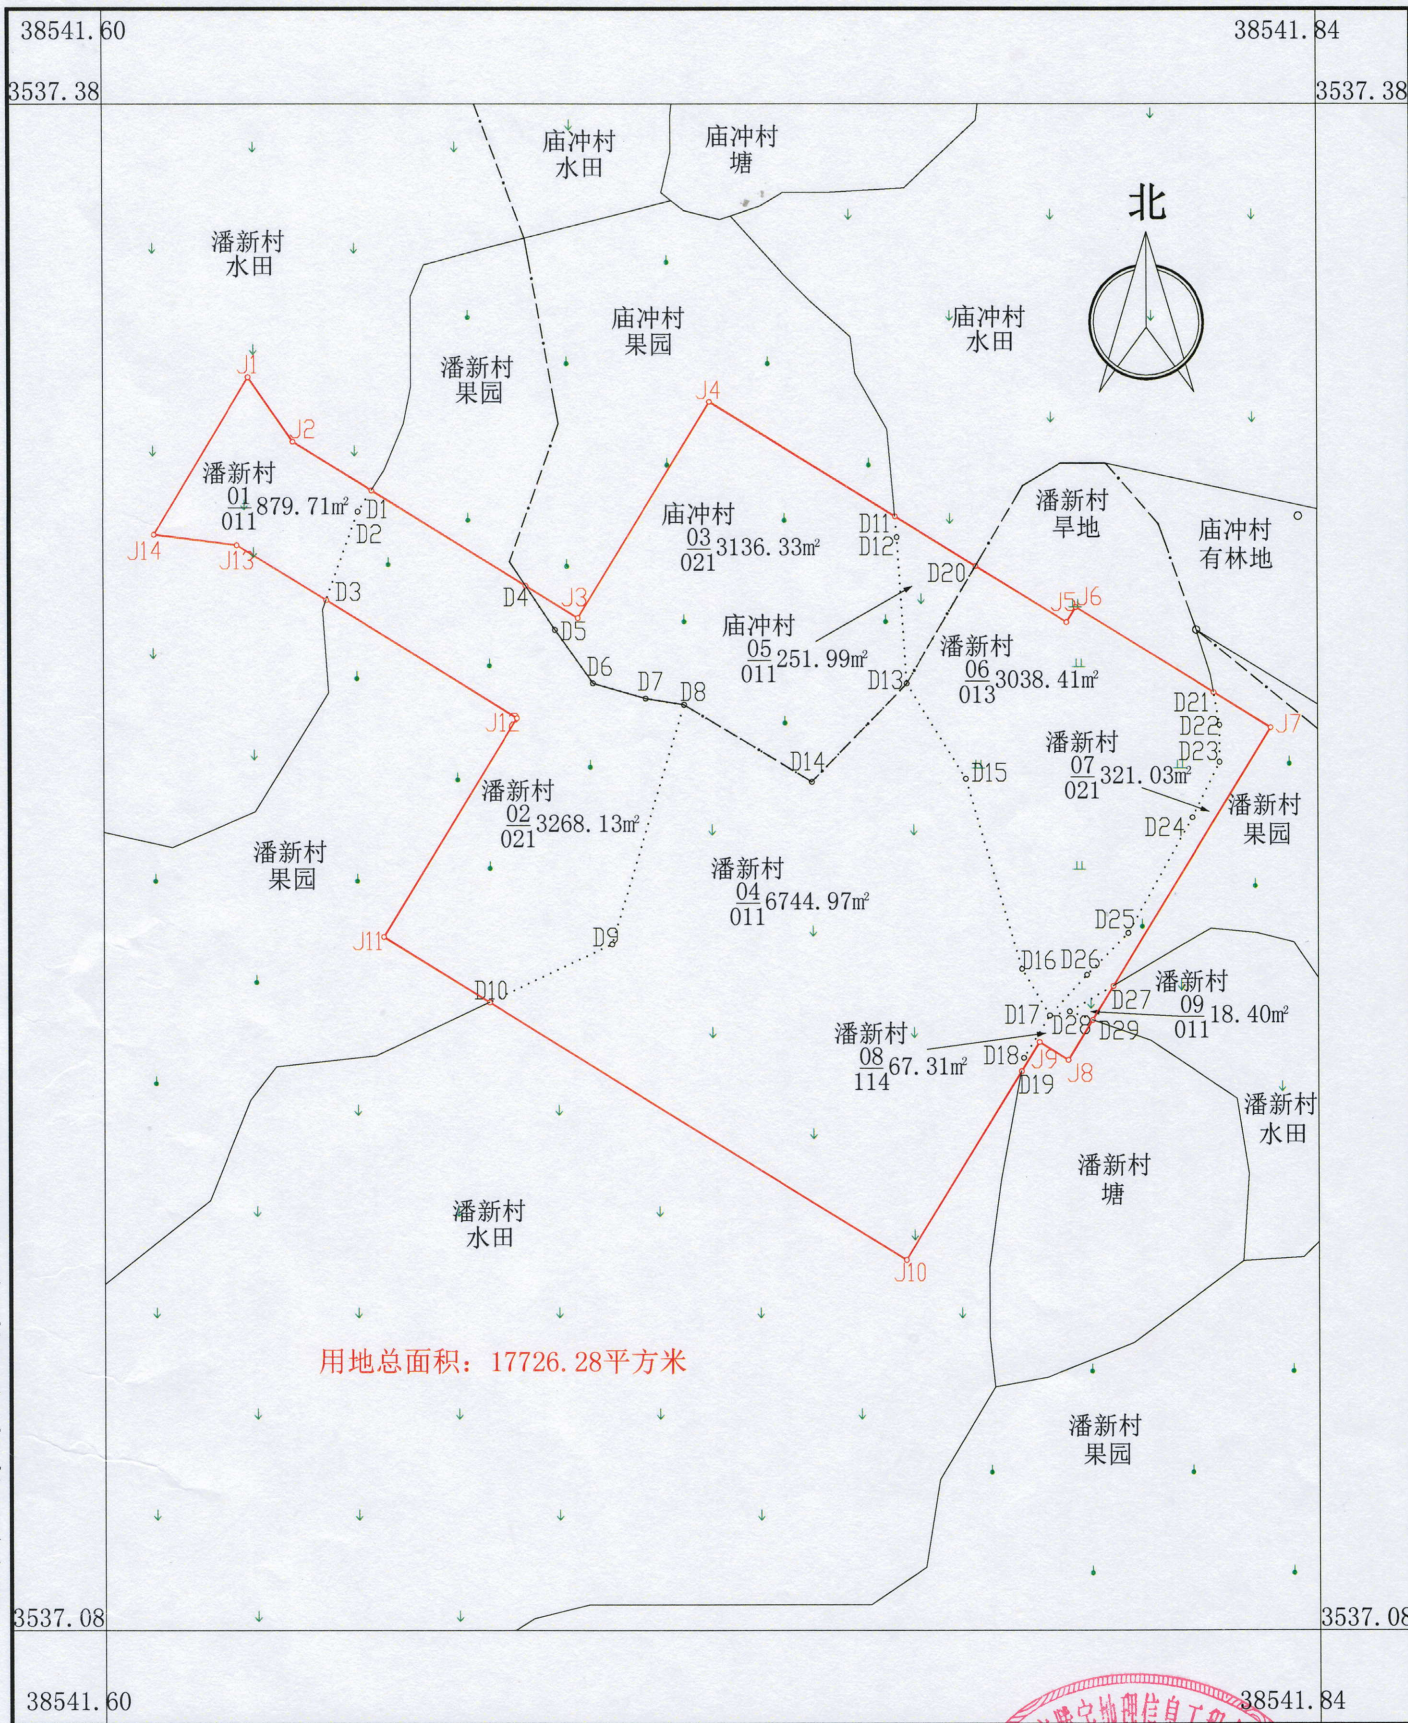 38541.60
38541.84
3537.38
3537.38
庙冲村
水田
庙冲村
塘
北
潘新村
水田
庙冲村
果园
庙冲村
水田
潘新村
果园
J1
J2
J4
潘新村
01
011
879.71m²
D1
D2
潘新村
旱地
庙冲村
有林地
庙冲村
03
021
3136.33m²
D11
D12
J14
J13
D20
D3
D4
J3
J5
J6
D5
庙冲村
05
011
251.99m²
潘新村
06
013
3038.41m²
D6
D7
D8
D13
D21
D22
D23
J7
J12
潘新村
07
021
321.03m²
D14
D15
潘新村
02
021
3268.13m²
D24
潘新村
果园
潘新村
果园
潘新村
04
011
6744.97m²
J11
D9
D25
D16
D26
D10
D27
潘新村
09
011
18.40m²
D17
D28
D29
潘新村
08
114
67.31m²
D18
J9
J8
D19
潘新村
水田
潘新村
塘
潘新村
水田
J10
用地总面积：17726.28平方米
潘新村
果园
3537.08
3537.08
38541.60
38541.84
地理信息工程